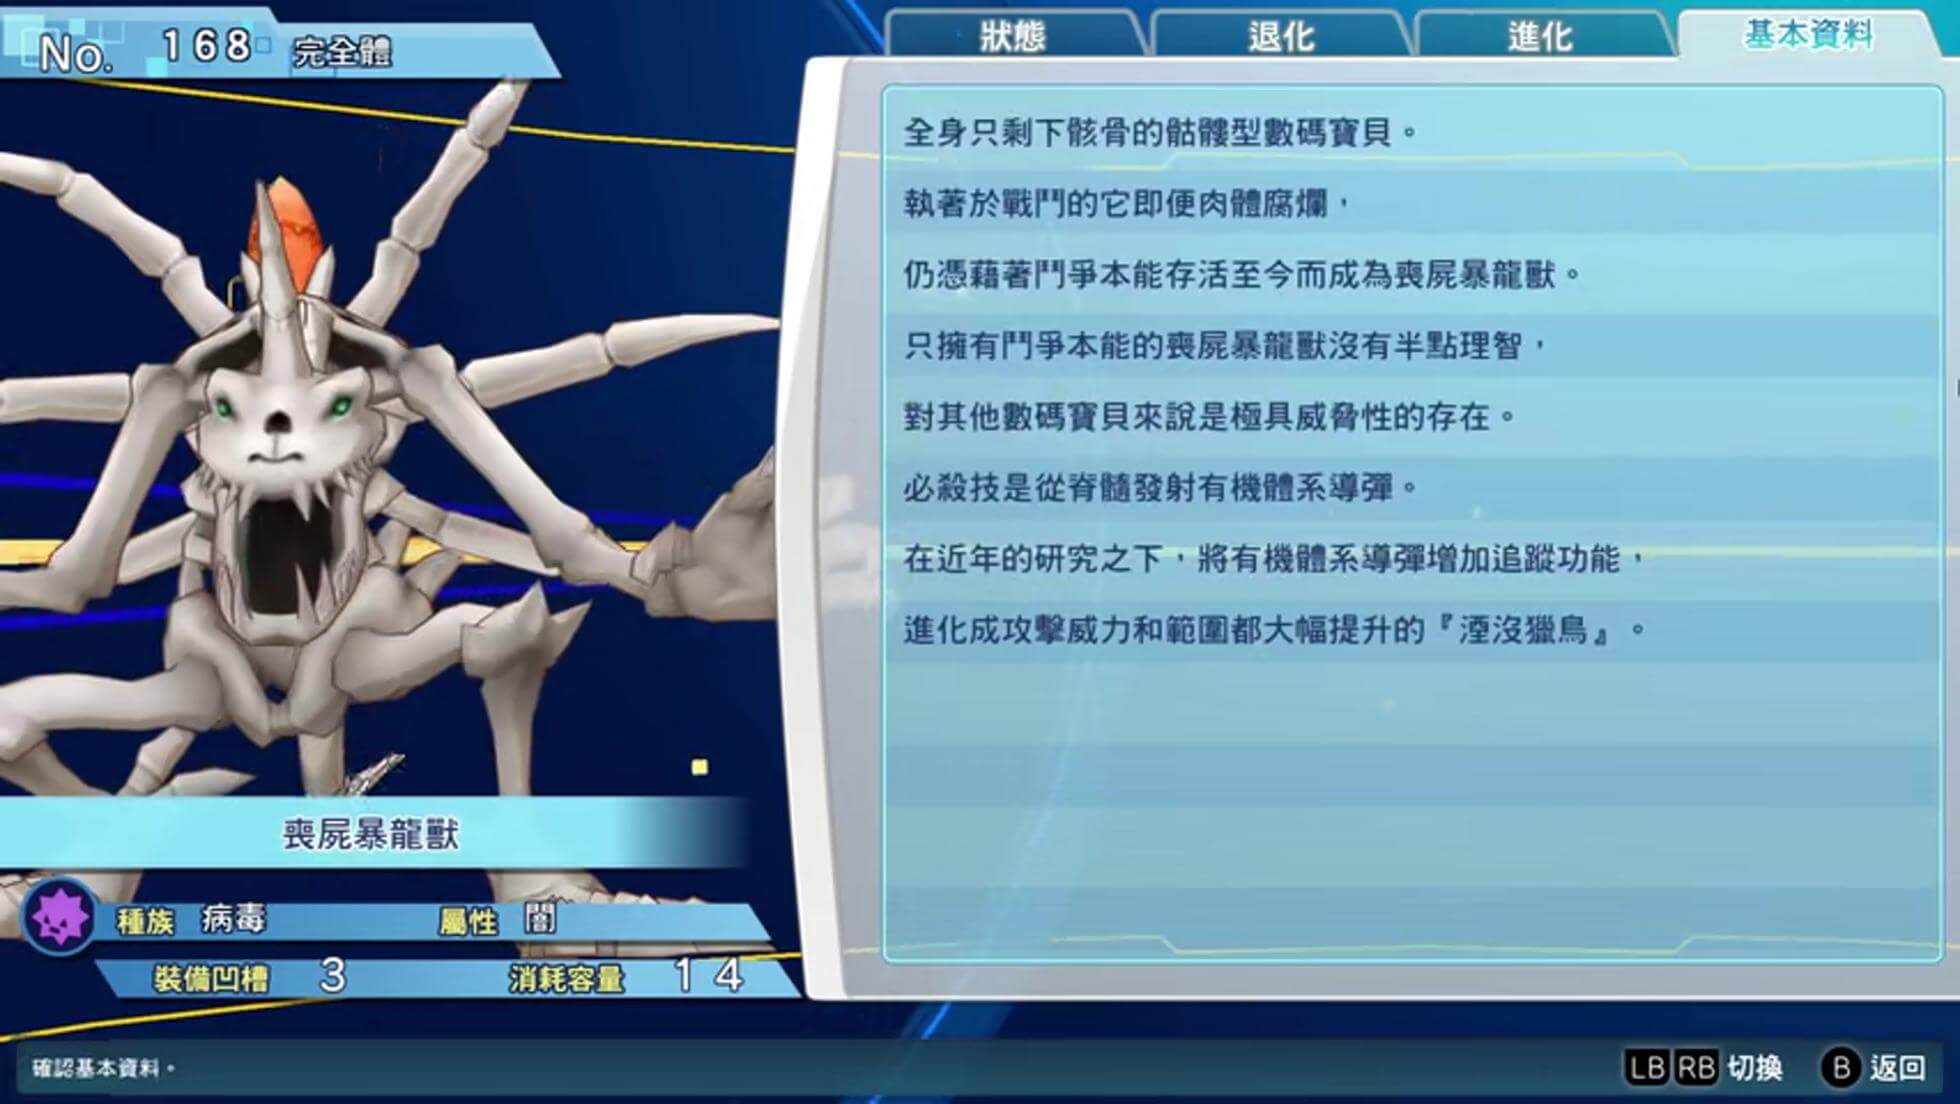 No. 168 完全體
狀態 退化 進化 基本資料
全身只剩下骸骨的骷髏型數碼寶貝。
執著於戰鬥的它即便肉體腐爛，
仍憑藉著鬥爭本能存活至今而成為喪屍暴龍獸。
只擁有鬥爭本能的喪屍暴龍獸沒有半點理智，
對其他數碼寶貝來說是極具威脅性的存在。
必殺技是從脊髓發射有機體系導彈。
在近年的研究之下，將有機體系導彈增加追蹤功能，
進化成攻擊威力和範圍都大幅提升的『湮沒獵鳥』。
喪屍暴龍獸
種族 病毒 屬性 闇
裝備凹槽 3 消耗容量 14
確認基本資料。
LB RB 切換 B 返回